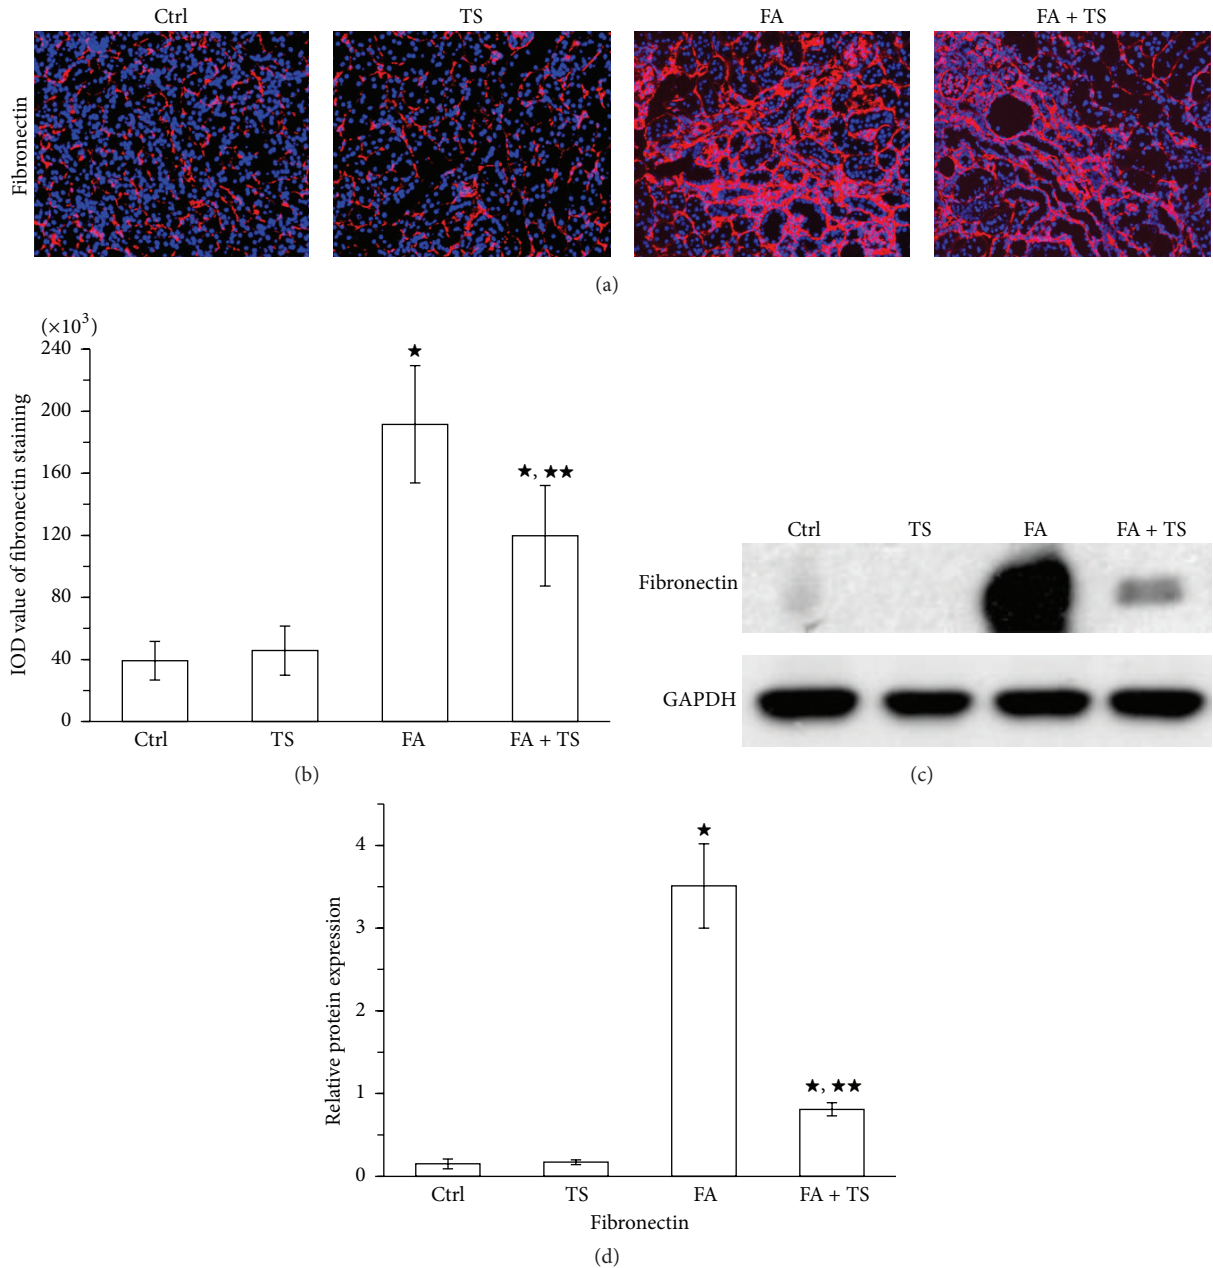 Ctrl TS FA FA + TS
Fibronectin
(a)
(×10³)
240
200
160
120
80
40
0
IOD value of fibronectin staining
★
★, ★★
Ctrl TS FA FA + TS
(b)
Ctrl TS FA FA + TS
Fibronectin
GAPDH
(c)
4
3
2
1
0
Relative protein expression
★
★, ★★
Ctrl TS FA FA + TS
Fibronectin
(d)